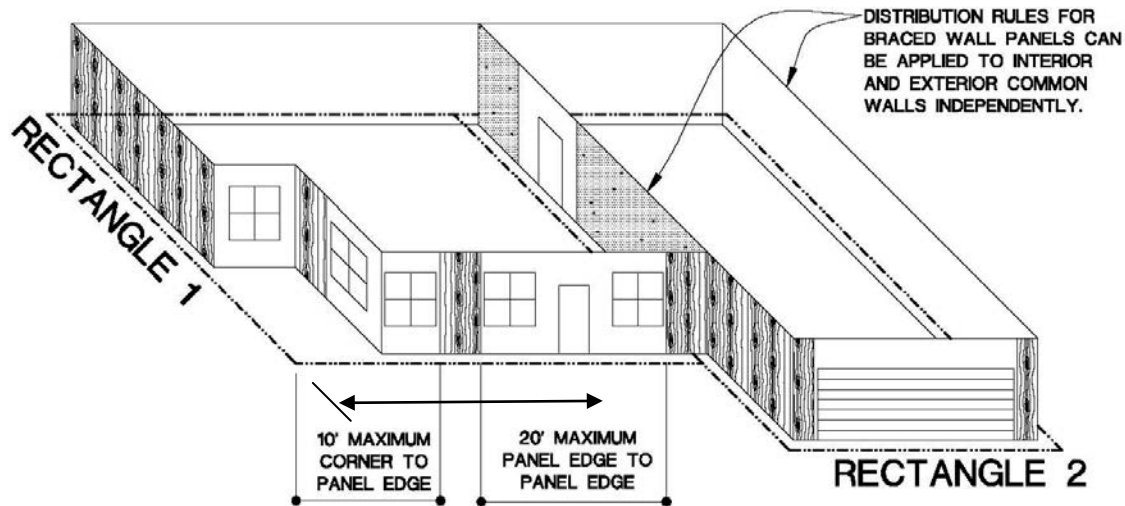 DISTRIBUTION RULES FOR
BRACED WALL PANELS CAN
BE APPLIED TO INTERIOR
AND EXTERIOR COMMON
WALLS INDEPENDENTLY.
RECTANGLE 1
10' MAXIMUM
CORNER TO
PANEL EDGE
20' MAXIMUM
PANEL EDGE TO
PANEL EDGE
RECTANGLE 2